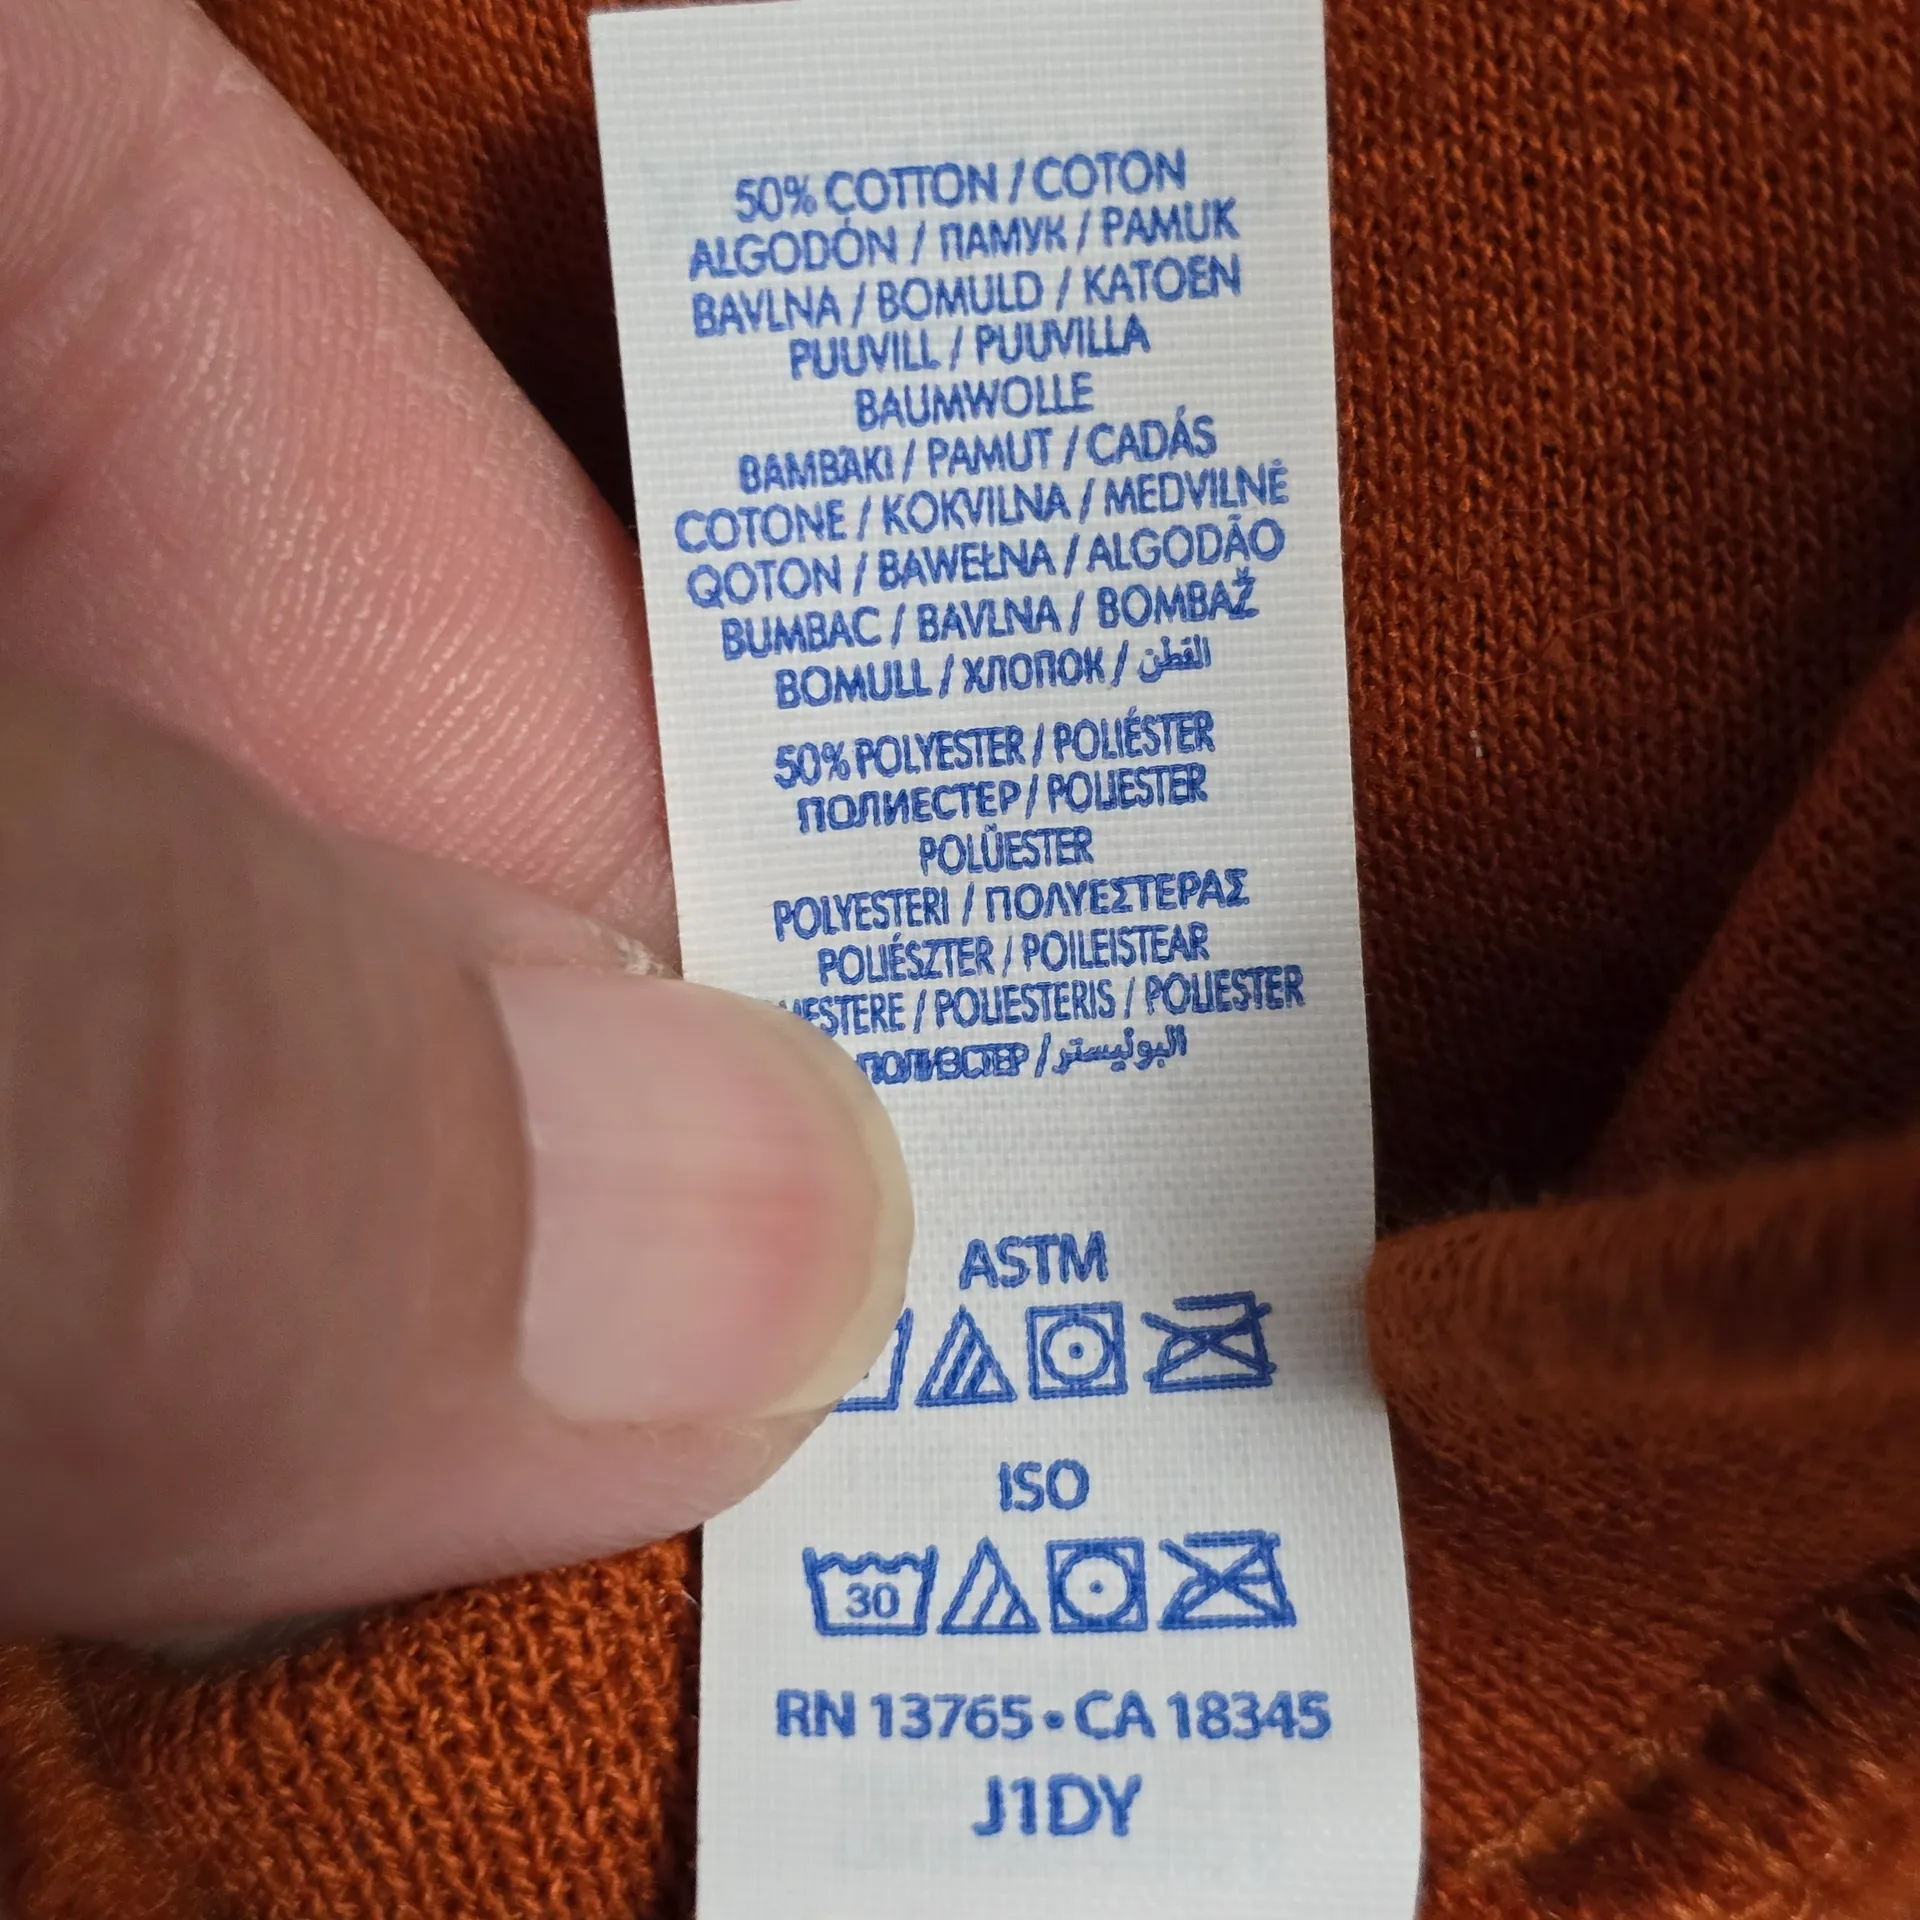 50% COTTON / COTON
ALGODÓN / ПАМУК / PAMUK
BAVLNA / BOMULD / KATOEN
PUUVILL / PUUVILLA
BAUMWOLLE
BAMBAKI / PAMUT / CADÁS
COTONE / KOKVILNA / MEDVILNĖ
QOTON / BAWEŁNA / ALGODÃO
BUMBAC / BAVLNA / BOMBAŽ
BOMULL / ХЛОПОК / القطن
50% POLYESTER / POLIÉSTER
ПОЛИЕСТЕР / POLIESTER
POLÜESTER
POLYESTERI / ΠΟΛΥΕΣΤΕΡΑΣ
POLIÉSZTER / POILEISTEAR
/ POLIESTERIS / POLIESTER
ПОЛИЭСТЕР / البوليستر
ASTM
ISO
30
RN 13765 • CA 18345
J1DY